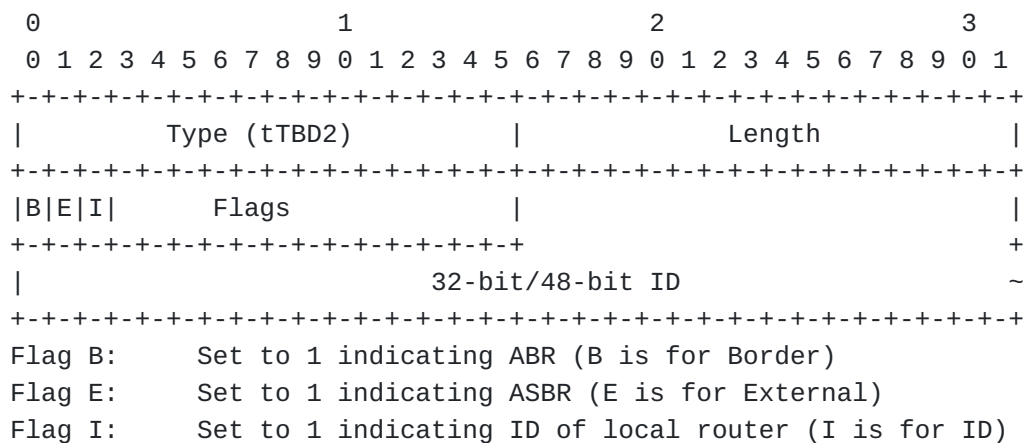 0                   1                   2                   3
 0 1 2 3 4 5 6 7 8 9 0 1 2 3 4 5 6 7 8 9 0 1 2 3 4 5 6 7 8 9 0 1
+-+-+-+-+-+-+-+-+-+-+-+-+-+-+-+-+-+-+-+-+-+-+-+-+-+-+-+-+-+-+-+-+
|         Type (tTBD2)          |             Length            |
+-+-+-+-+-+-+-+-+-+-+-+-+-+-+-+-+-+-+-+-+-+-+-+-+-+-+-+-+-+-+-+-+
|B|E|I|      Flags              |                               |
+-+-+-+-+-+-+-+-+-+-+-+-+-+-+-+-+                               +
|                          32-bit/48-bit ID                     ~
+-+-+-+-+-+-+-+-+-+-+-+-+-+-+-+-+-+-+-+-+-+-+-+-+-+-+-+-+-+-+-+-+
Flag B:     Set to 1 indicating ABR (B is for Border)
Flag E:     Set to 1 indicating ASBR (E is for External)
Flag I:     Set to 1 indicating ID of local router (I is for ID)